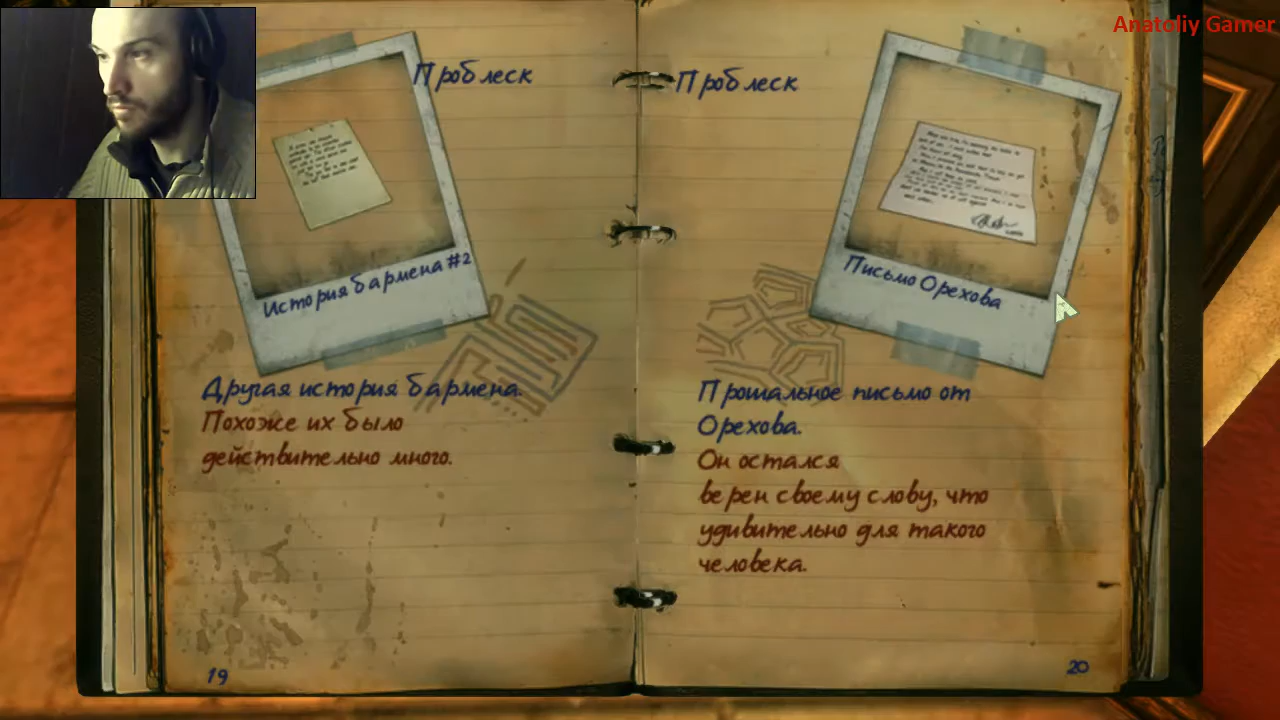 Anatoliy Gamer
Проблеск
История бармена #2
Другая история бармена.
Похоже их было
действительно много.
19
Проблеск
Письмо Орехова
Прощальное письмо от
Орехова.
Он остался
верен своему слову, что
удивительно для такого
человека.
20